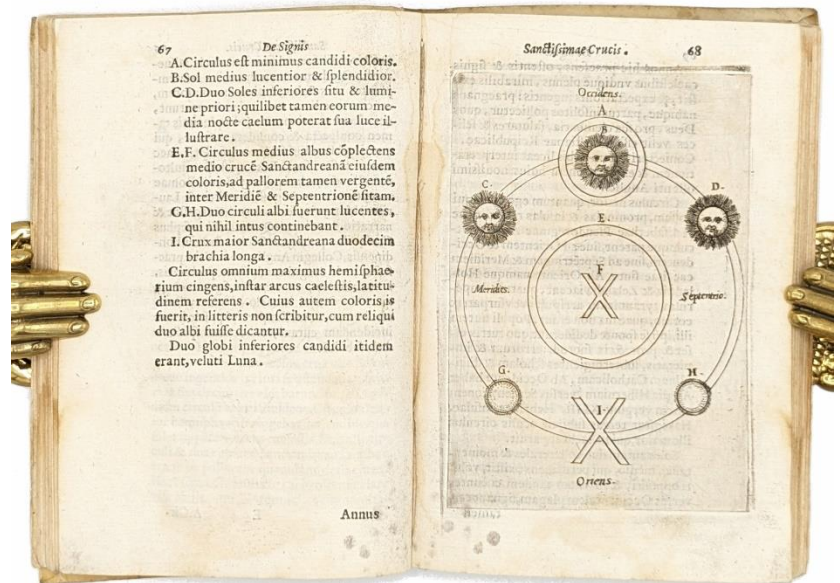 67 De Signis
A.Circulus est minimus candidi coloris.
B.Sol medius lucentior & splendidior.
C.D.Duo Soles inferiores situ & lumi-
ne priori; quilibet tamen eorum me-
dia nocte caelum poterat sua luce il-
lustrare.
E.F. Circulus medius albus cōplectens
medio crucē Sanctandreanā eiusdem
coloris,ad pallorem tamen vergentē,
inter Meridiē & Septentrionē sitam.
G.H.Duo circuli albi fuerunt lucentes,
qui nihil intus continebant.
I. Crux maior Sanctandreana duodecim
brachia longa.
Circulus omnium maximus hemisphae-
rium cingens,instar arcus caelestis,latitu-
dinem referens. Cuius autem coloris is
fuerit, in litteris non scribitur,cum reliqui
duo albi fuisse dicantur.
Duo globi inferiores candidi itidem
erant,veluti Luna.
Annus
Sanctissimae Crucis. 68
Occidens.
A
B
C.
D.
E
F
Meridies.
Septentrio.
G.
H.
I.
Oriens.